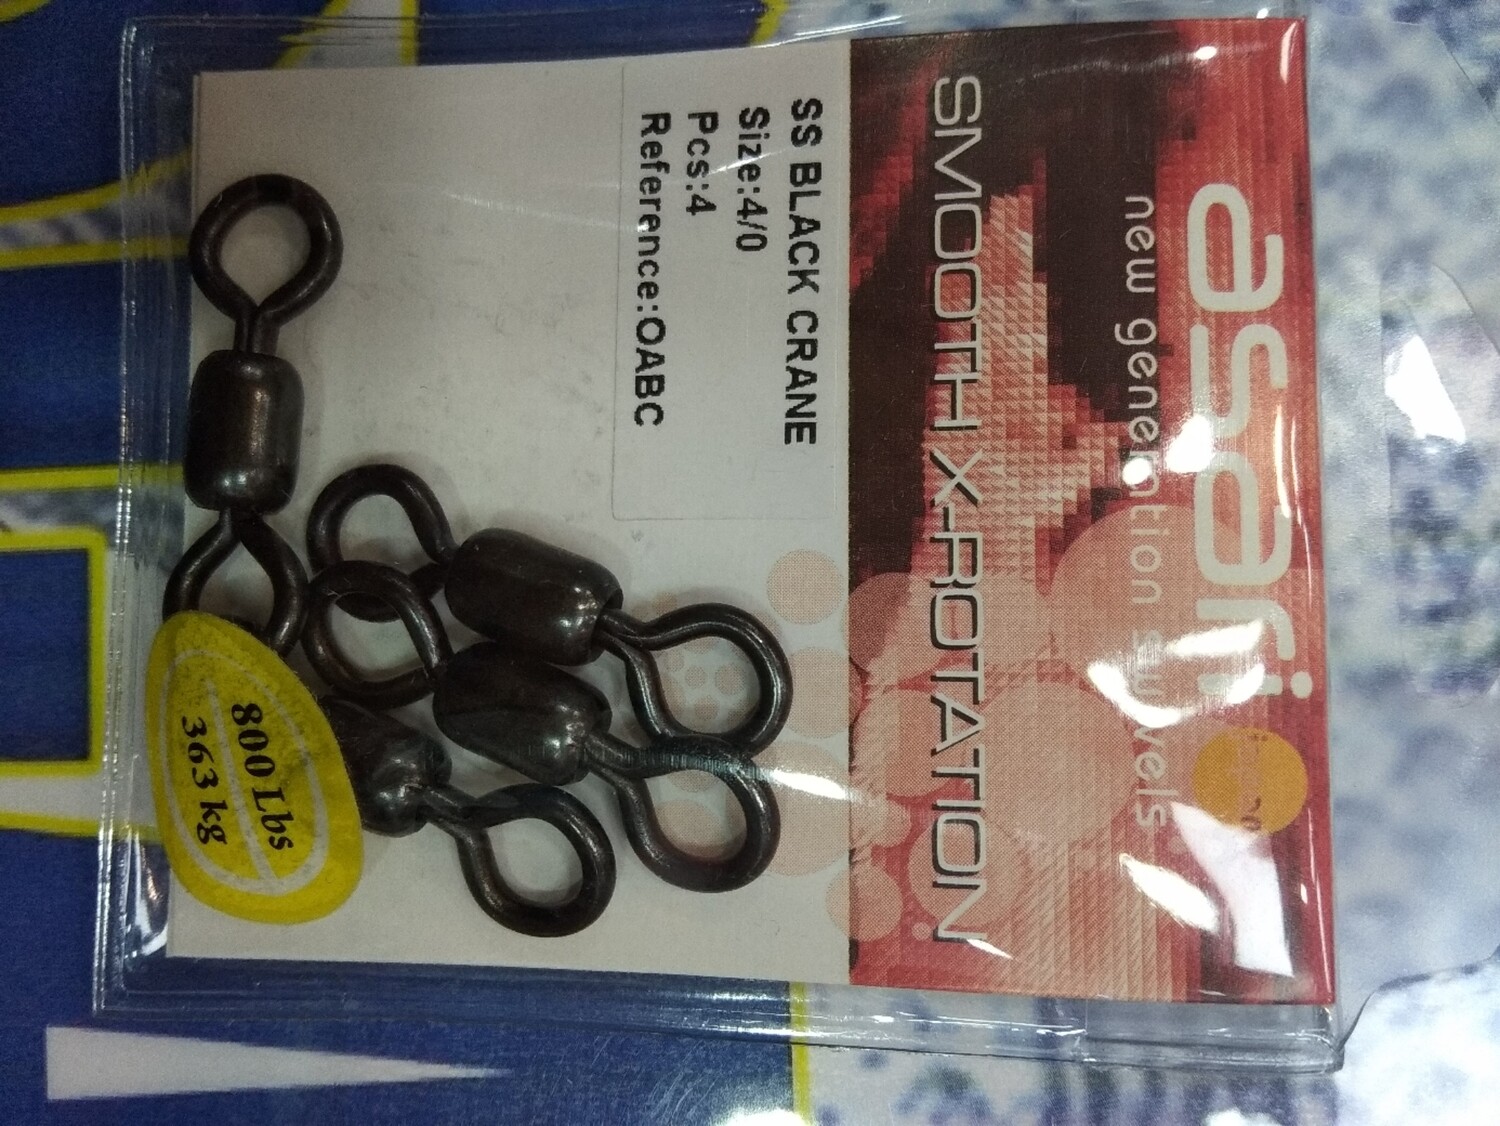 asari
new generation swivels
SMOOTH X-ROTATION
SS BLACK CRANE
Size:4/0
Pcs:4
Reference:OABC
800 Lbs
363 kg